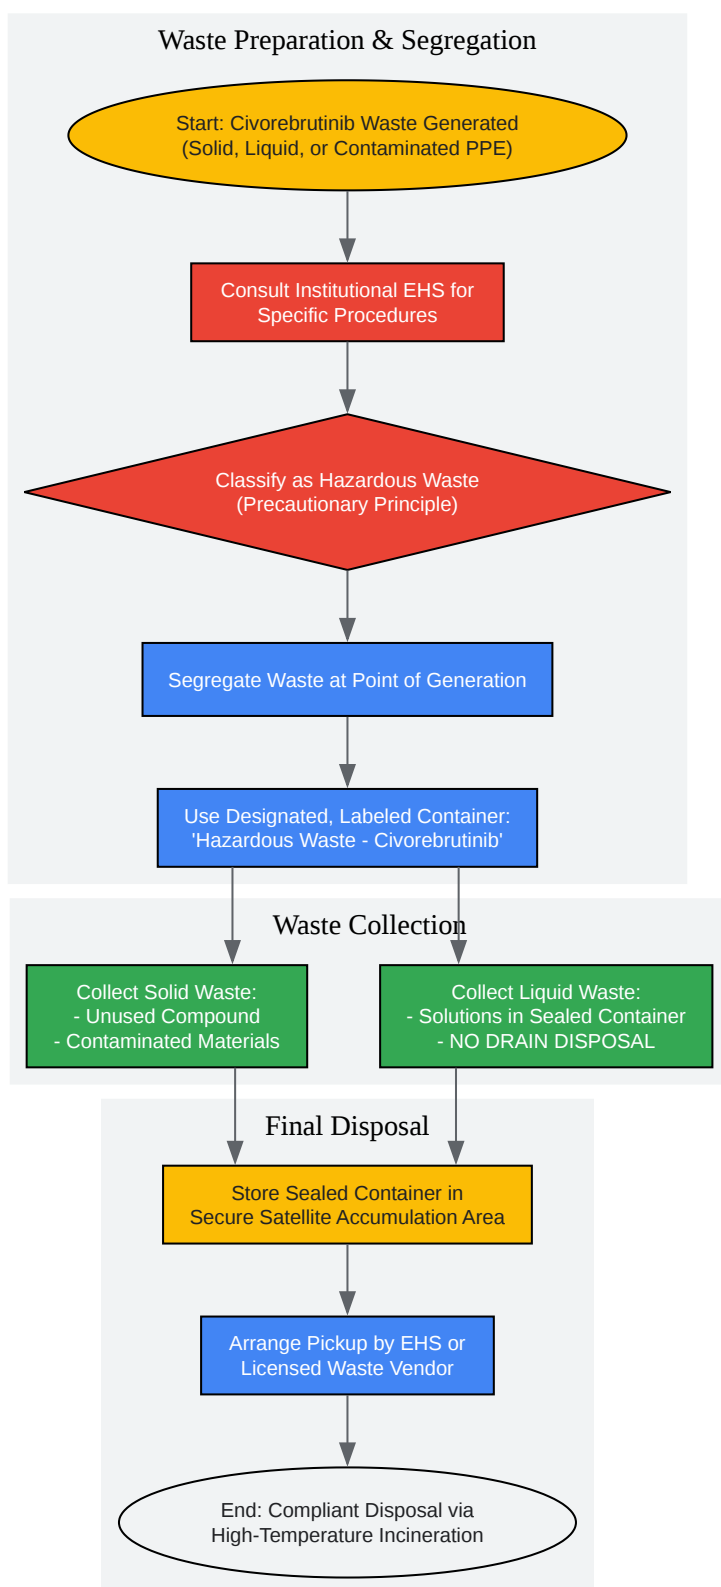 Waste Preparation & Segregation
Start: Civorebrutinib Waste Generated
(Solid, Liquid, or Contaminated PPE)
Consult Institutional EHS for
Specific Procedures
Classify as Hazardous Waste
(Precautionary Principle)
Segregate Waste at Point of Generation
Use Designated, Labeled Container:
'Hazardous Waste - Civorebrutinib'
Waste Collection
Collect Solid Waste:
- Unused Compound
- Contaminated Materials
Collect Liquid Waste:
- Solutions in Sealed Container
- NO DRAIN DISPOSAL
Final Disposal
Store Sealed Container in
Secure Satellite Accumulation Area
Arrange Pickup by EHS or
Licensed Waste Vendor
End: Compliant Disposal via
High-Temperature Incineration